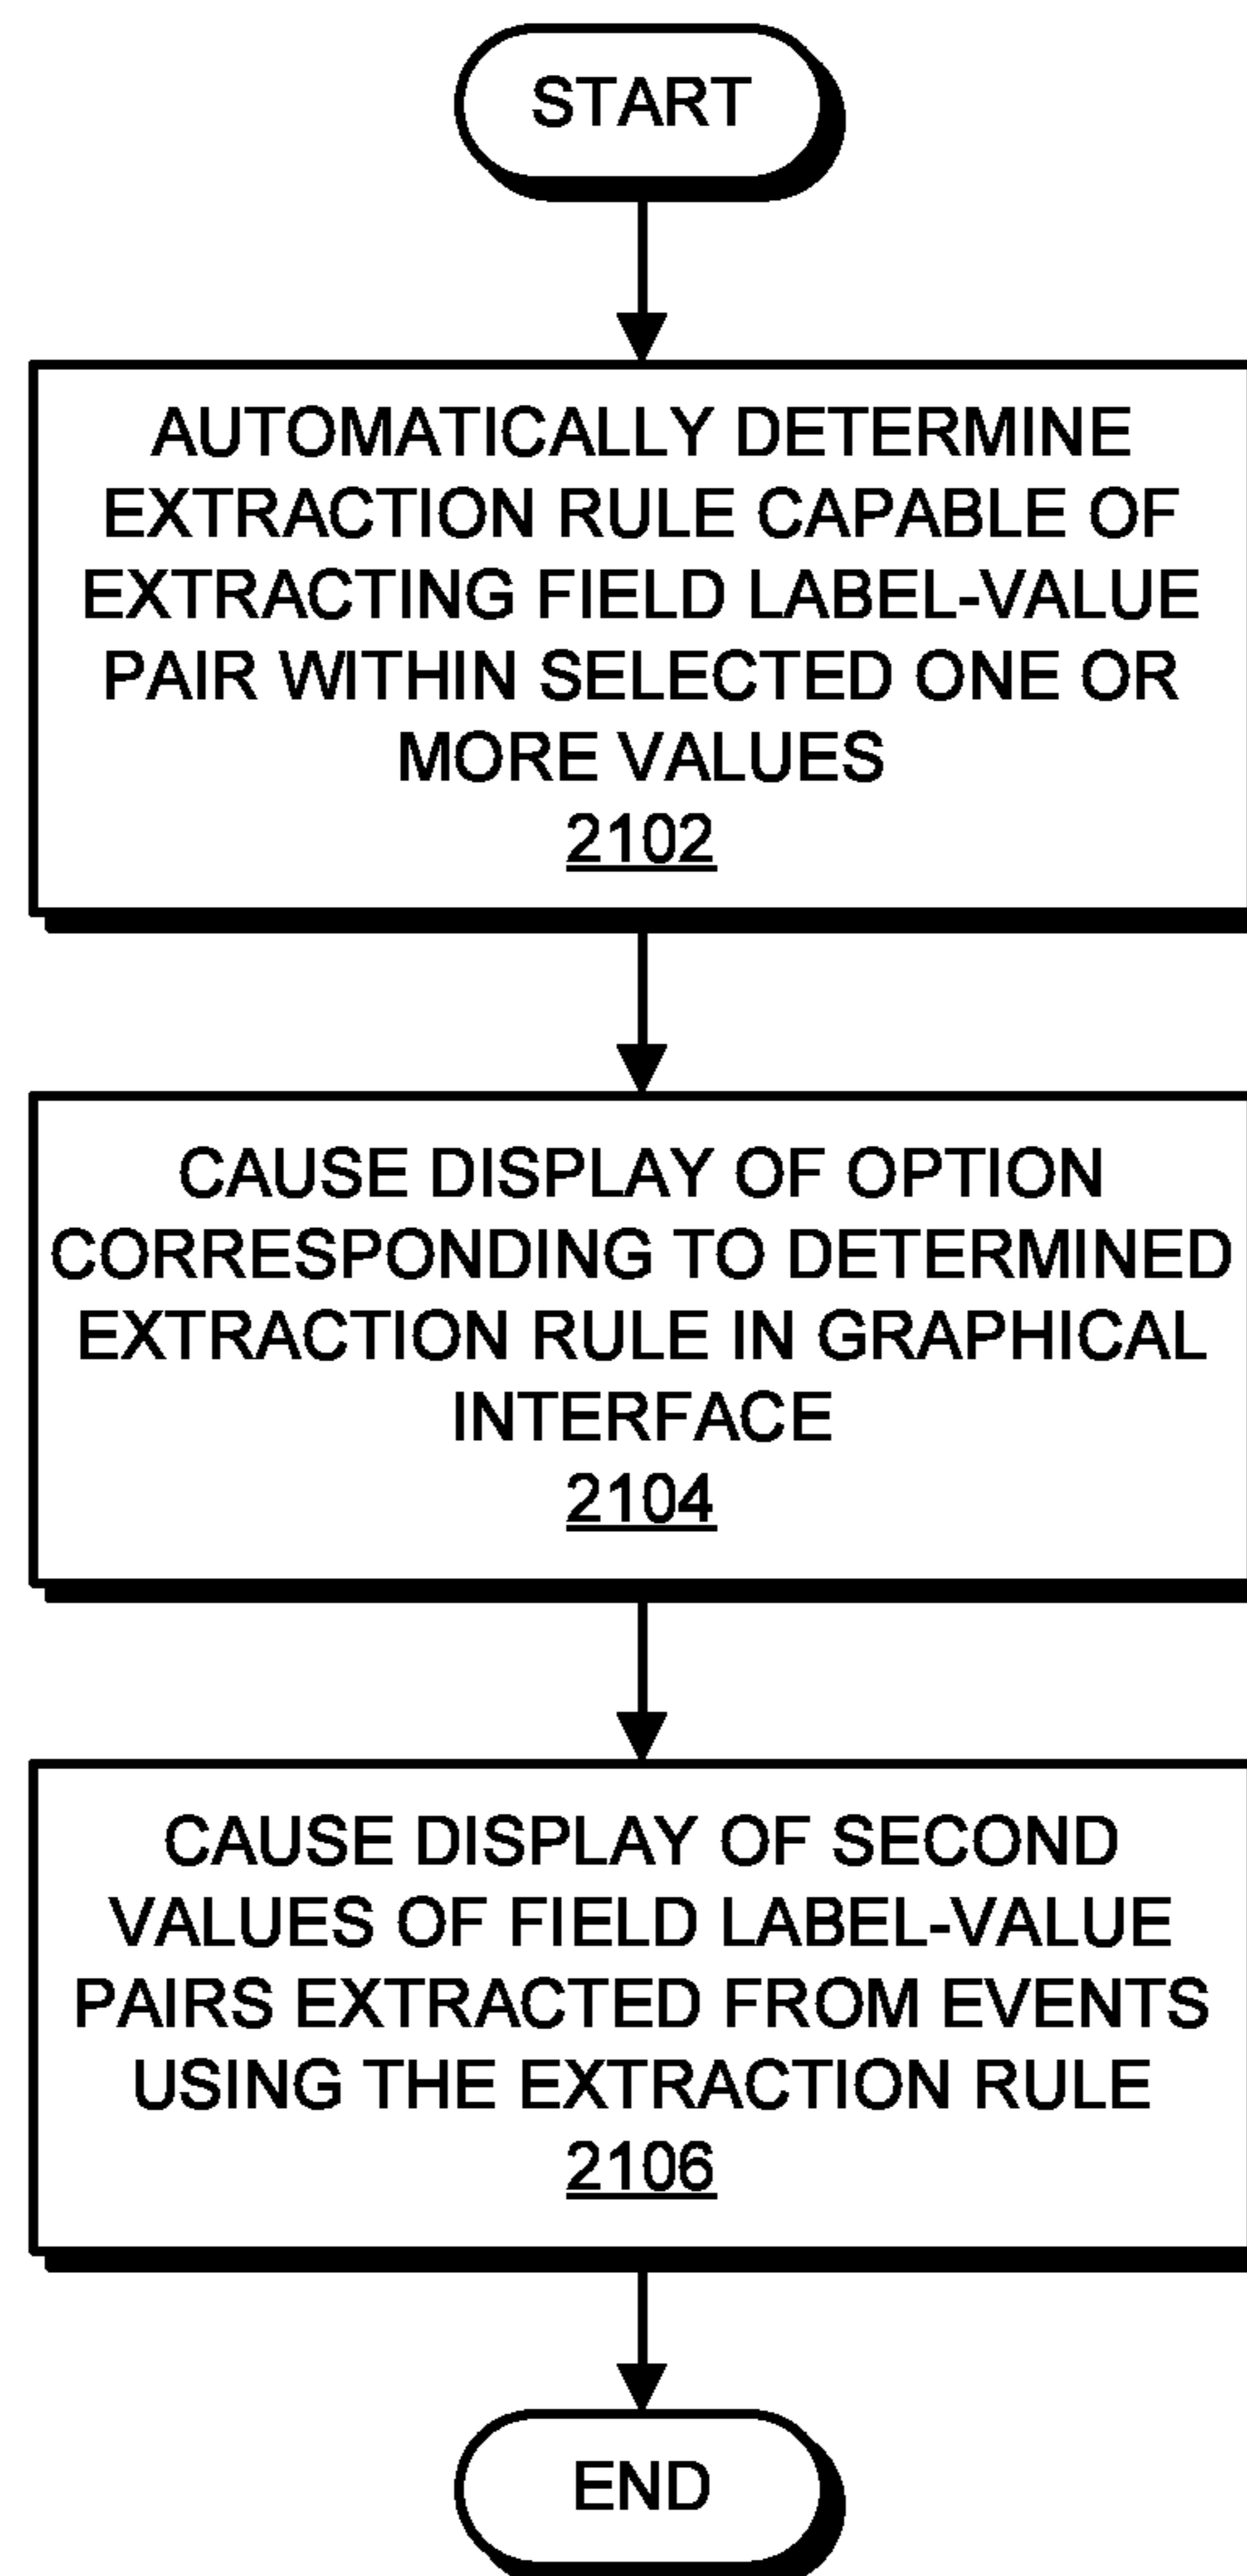 START
AUTOMATICALLY DETERMINE
EXTRACTION RULE CAPABLE OF
EXTRACTING FIELD LABEL-VALUE
PAIR WITHIN SELECTED ONE OR
MORE VALUES
2102
CAUSE DISPLAY OF OPTION
CORRESPONDING TO DETERMINED
EXTRACTION RULE IN GRAPHICAL
INTERFACE
2104
CAUSE DISPLAY OF SECOND
VALUES OF FIELD LABEL-VALUE
PAIRS EXTRACTED FROM EVENTS
USING THE EXTRACTION RULE
2106
END